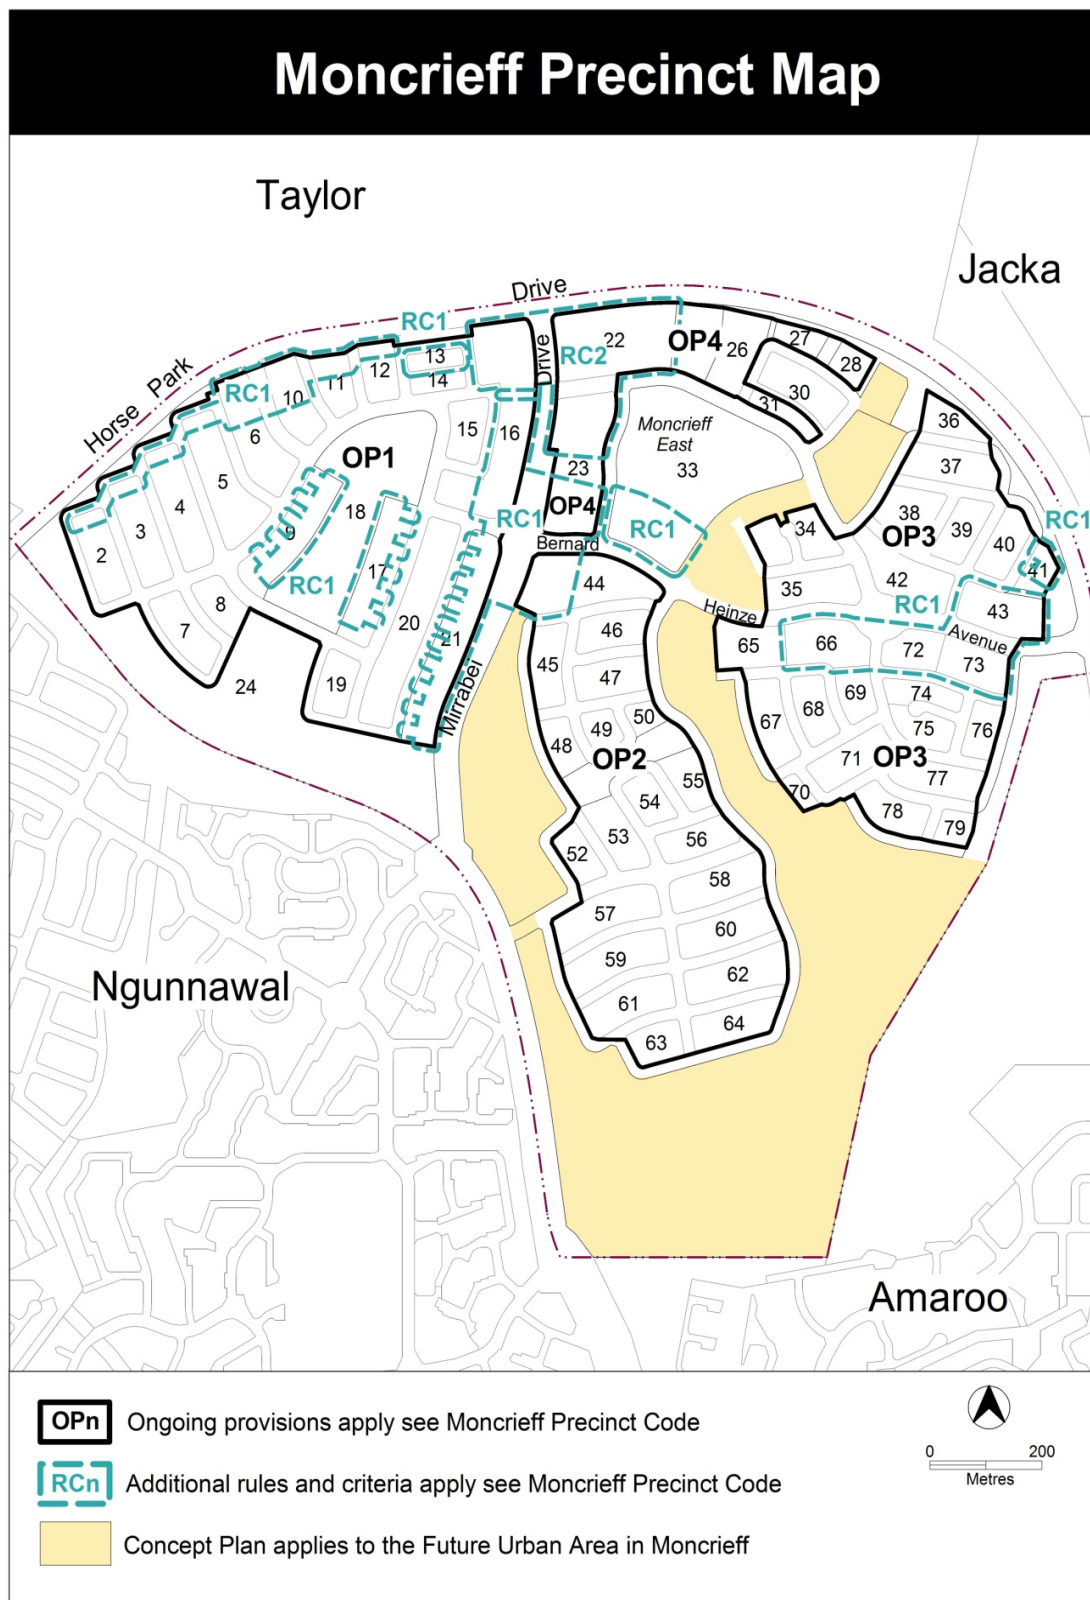 Moncrieff Precinct Map
Taylor
Jacka
Drive
RC1
Horse Park
Drive
RC2
22
OP4
26
27
28
13
12
11
14
10
RC1
6
30
31
Moncrieff
East
33
36
37
15
16
OP1
5
4
3
2
18
9
23
OP4
RC1
RC1
Bernard
34
38
39
OP3
40
RC1
41
17
RC1
8
7
20
21
44
35
42
RC1
43
Heinze
Avenue
46
45
47
65
66
72
73
24
19
Mirrabel
50
49
48
OP2
67
68
69
74
75
76
71
OP3
70
77
78
79
55
54
53
52
56
58
57
60
59
62
61
64
63
Ngunnawal
Amaroo
OPn Ongoing provisions apply see Moncrieff Precinct Code
RCn Additional rules and criteria apply see Moncrieff Precinct Code
Concept Plan applies to the Future Urban Area in Moncrieff
0 200
Metres